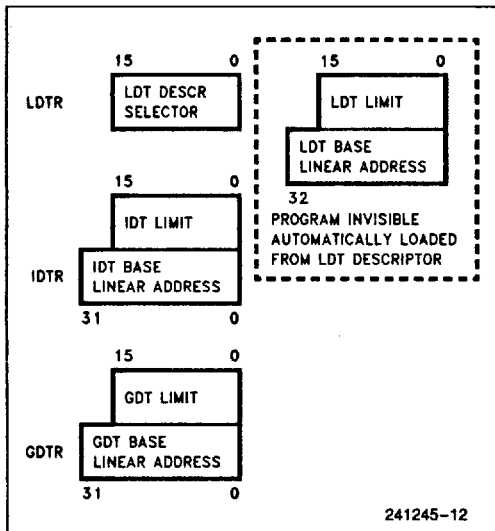 15 0
LDTR
LDT DESCR
SELECTOR
15 0
LDT LIMIT
LDT BASE
LINEAR ADDRESS
32
PROGRAM INVISIBLE
AUTOMATICALLY LOADED
FROM LDT DESCRIPTOR
15 0
IDT LIMIT
IDTR
IDT BASE
LINEAR ADDRESS
31 0
15 0
GDT LIMIT
GDTR
GDT BASE
LINEAR ADDRESS
31 0
241245-12